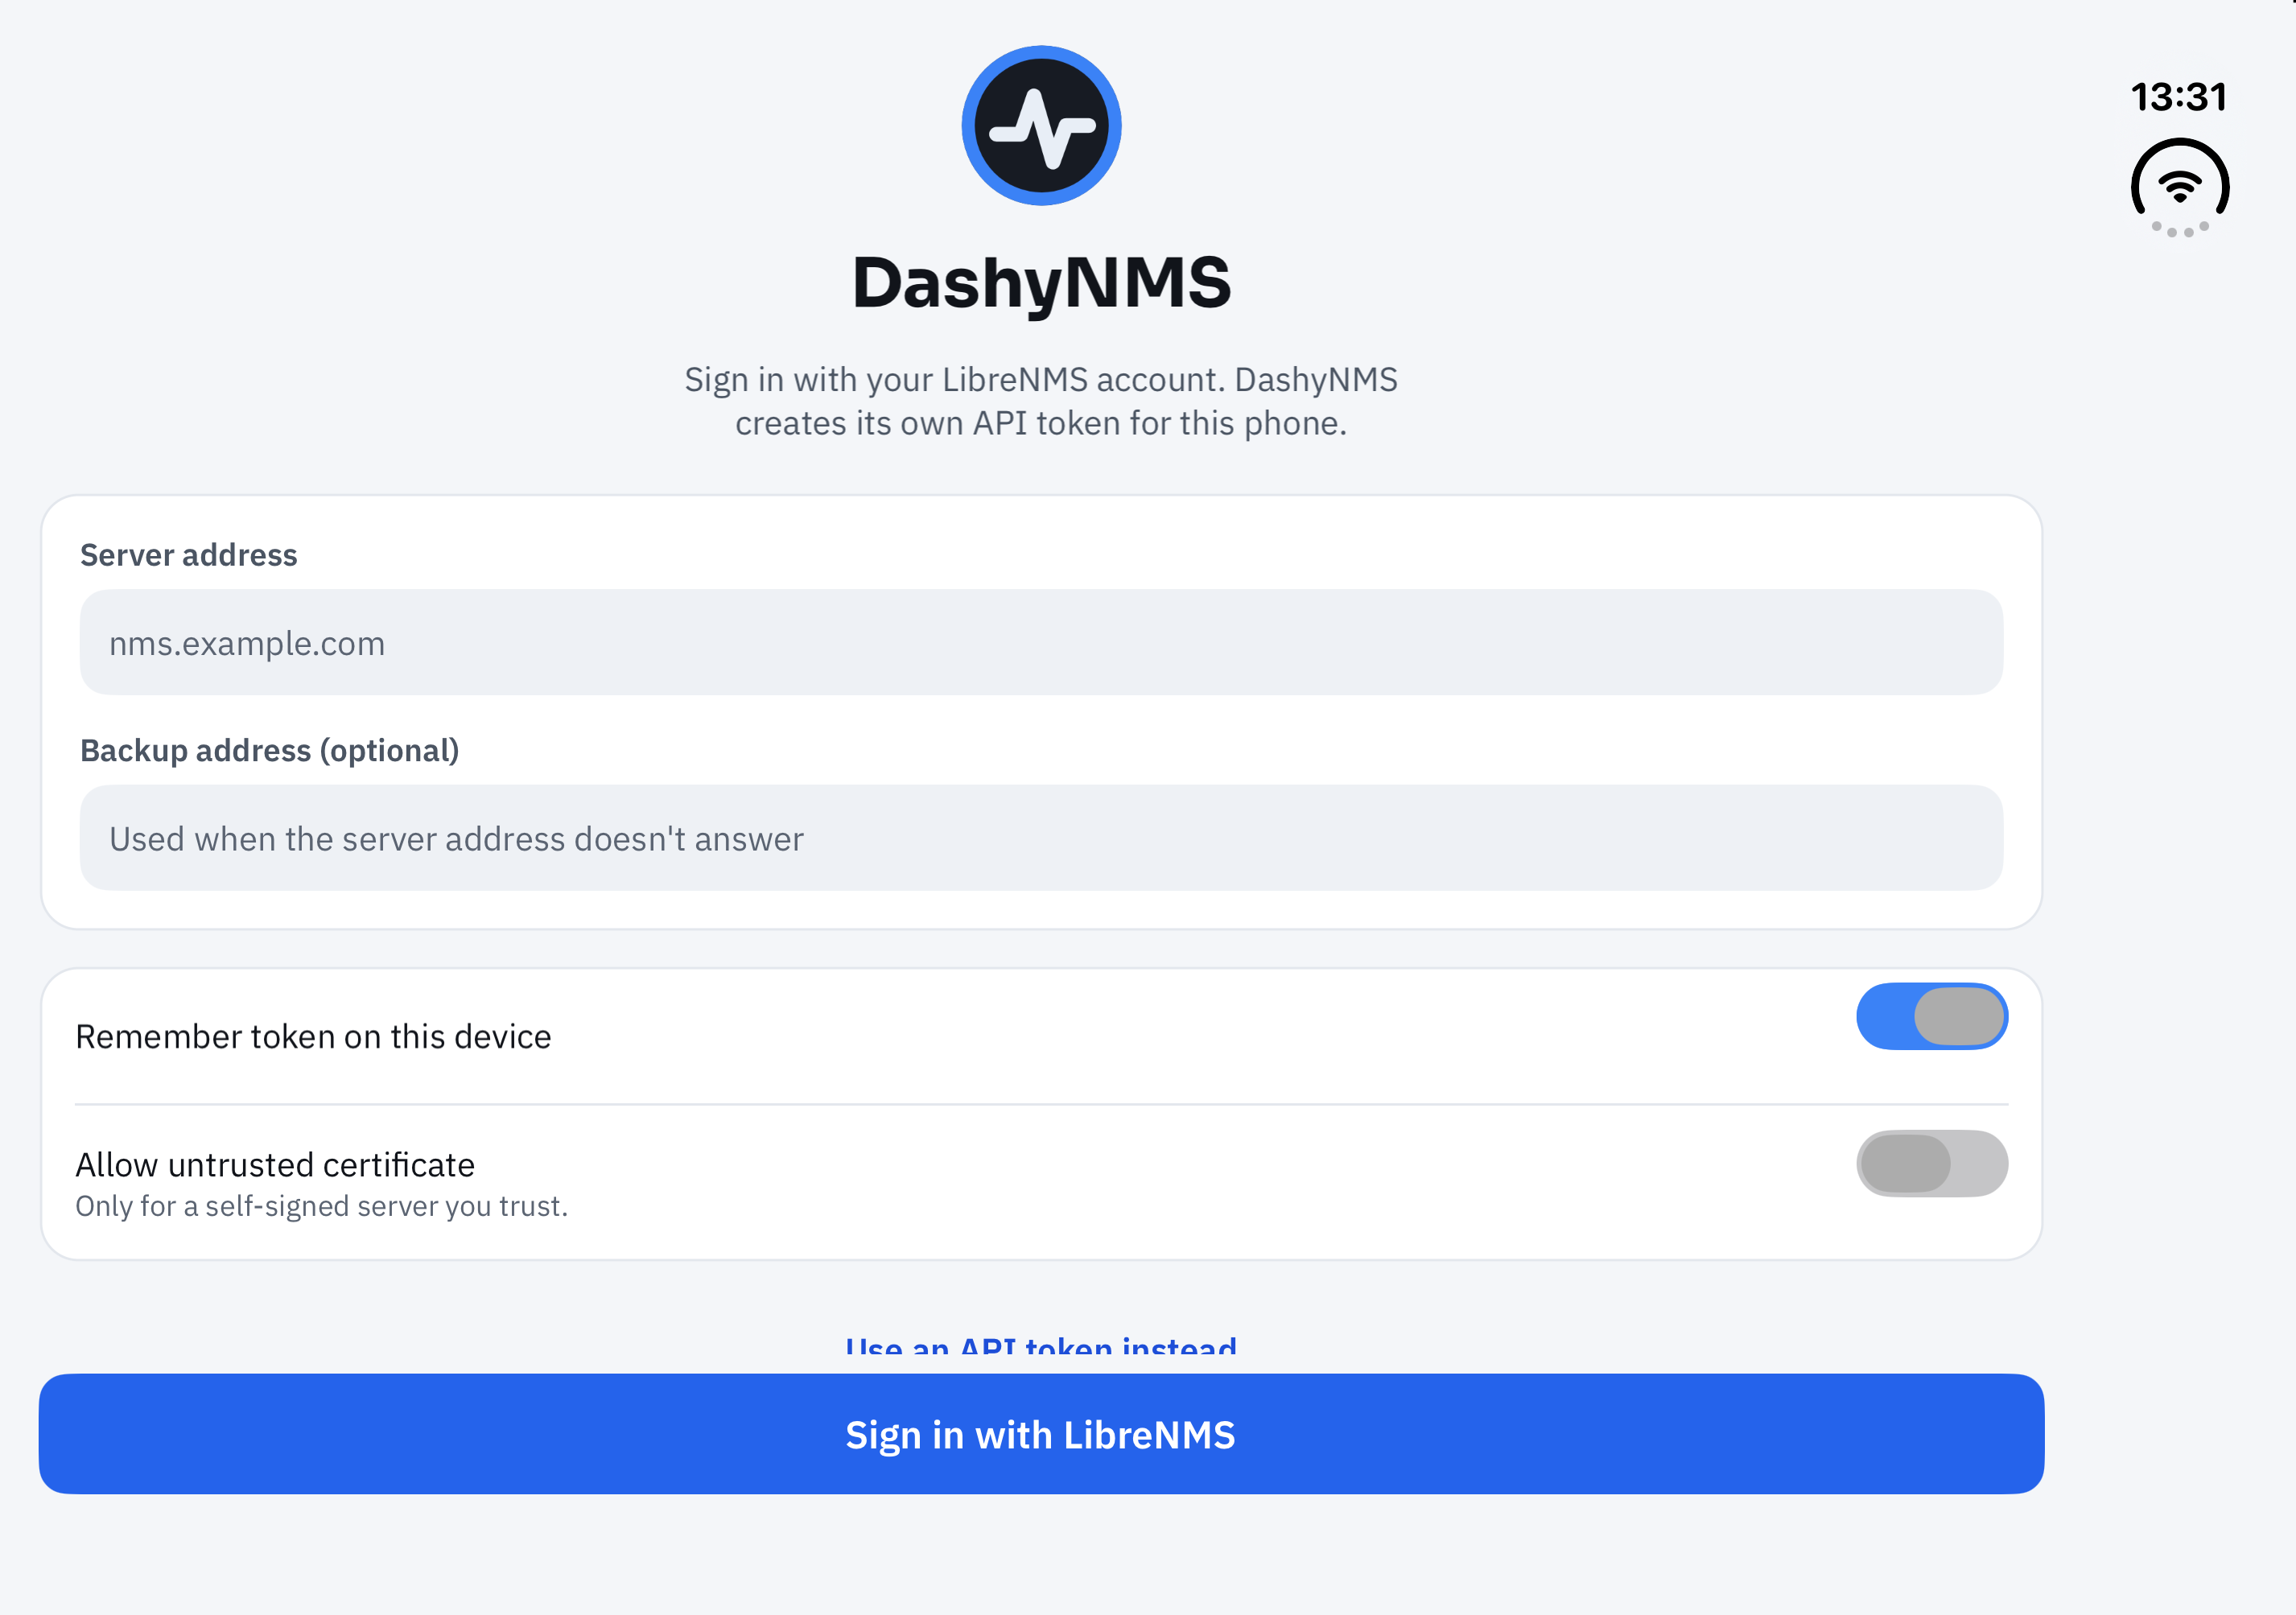 13:31
DashyNMS
Sign in with your LibreNMS account. DashyNMS
creates its own API token for this phone.
Server address
nms.example.com
Backup address (optional)
Used when the server address doesn't answer
Remember token on this device
Allow untrusted certificate
Only for a self-signed server you trust.
Use an API token instead
Sign in with LibreNMS